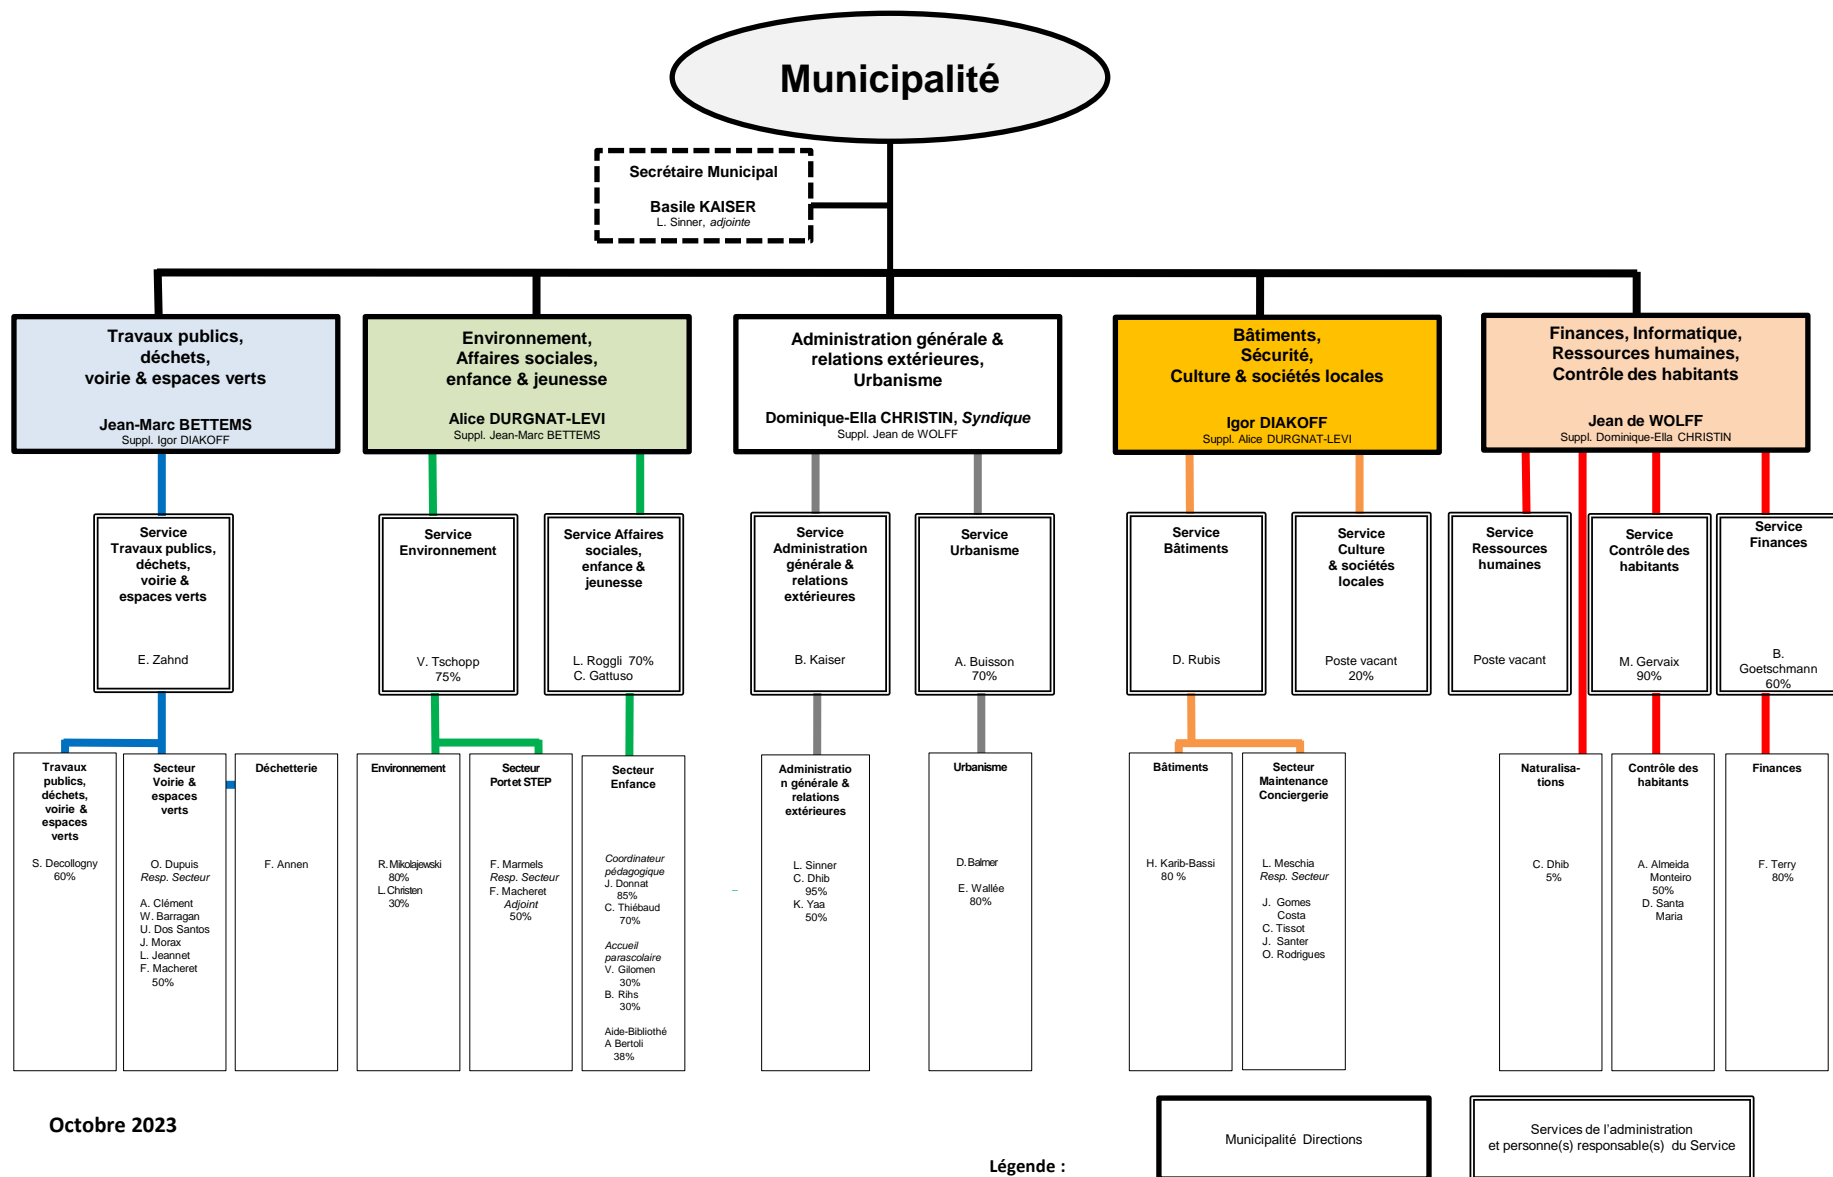 Municipalité
Secrétaire Municipal
Basile KAISER
L. Sinner, adjointe
Travaux publics,
déchets,
voirie & espaces verts
Jean-Marc BETTEMS
Suppl. Igor DIAKOFF
Environnement,
Affaires sociales,
enfance & jeunesse
Alice DURGNAT-LEVI
Suppl. Jean-Marc BETTEMS
Administration générale &
relations extérieures,
Urbanisme
Dominique-Ella CHRISTIN, Syndique
Suppl. Jean de WOLFF
Bâtiments,
Sécurité,
Culture & sociétés locales
Igor DIAKOFF
Suppl. Alice DURGNAT-LEVI
Finances, Informatique,
Ressources humaines,
Contrôle des habitants
Jean de WOLFF
Suppl. Dominique-Ella CHRISTIN
Service
Travaux publics,
déchets,
voirie &
espaces verts
E. Zahnd
Service
Environnement
V. Tschopp
75%
Service Affaires
sociales,
enfance &
jeunesse
L. Roggli 70%
C. Gattuso
Service
Administration
générale &
relations
extérieures
B. Kaiser
Service
Urbanisme
A. Buisson
70%
Service
Bâtiments
D. Rubis
Service
Culture
& sociétés
locales
Poste vacant
20%
Service
Ressources
humaines
Poste vacant
Service
Contrôle des
habitants
M. Gervaix
90%
Service
Finances
B.
Goetschmann
60%
Travaux
publics,
déchets,
voirie &
espaces
verts
S. Decollogny
60%
Secteur
Voirie &
espaces
verts
O. Dupuis
Resp. Secteur
A. Clément
W. Barragan
U. Dos Santos
J. Morax
L. Jeannet
F. Macheret
50%
Déchetterie
F. Annen
Environnement
R. Mikolajewski
80%
L. Christen
30%
Secteur
Port et STEP
F. Marmels
Resp. Secteur
F. Macheret
Adjoint
50%
Secteur
Enfance
Coordinateur
pédagogique
J. Donnat
85%
C. Thiébaud
70%
Accueil
parascolaire
V. Gilomen
30%
B. Rihs
30%
Aide-Bibliothé
A Bertoli
38%
Administratio
n générale &
relations
extérieures
L. Sinner
C. Dhib
95%
K. Yaa
50%
Urbanisme
D. Balmer
E. Wallée
80%
Bâtiments
H. Karib-Bassi
80 %
Secteur
Maintenance
Conciergerie
L. Meschia
Resp. Secteur
J. Gomes
Costa
C. Tissot
J. Santer
O. Rodrigues
Naturalisa-
tions
C. Dhib
5%
Contrôle des
habitants
A. Almeida
Monteiro
50%
D. Santa
Maria
Finances
F. Terry
80%
Octobre 2023
Légende :
Municipalité Directions
Services de l'administration
et personne(s) responsable(s) du Service